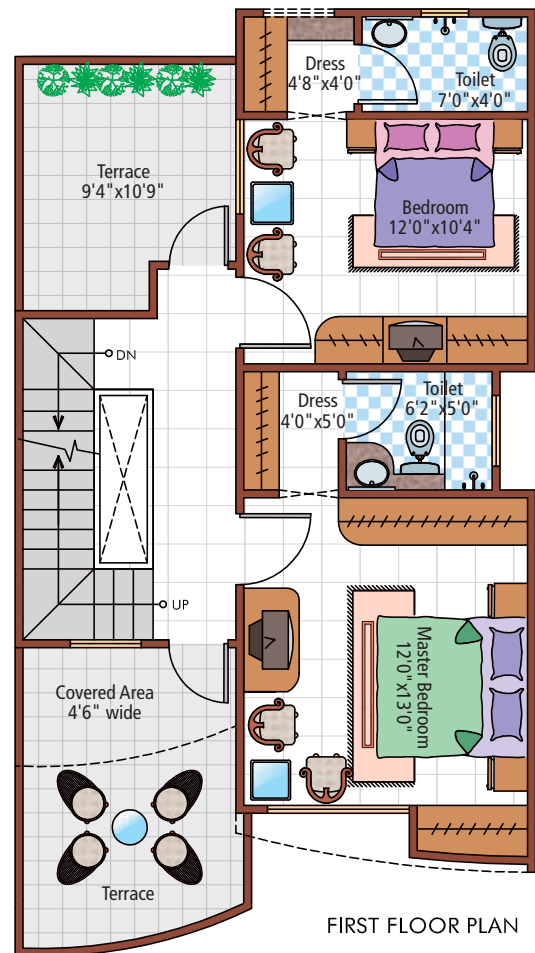 Dress
4'8"x4'0"
Toilet
7'0"x4'0"
Terrace
9'4"x10'9"
Bedroom
12'0"x10'4"
DN
Dress
4'0"x5'0"
Toilet
6'2"x5'0"
UP
Master Bedroom
12'0"x13'0"
Covered Area
4'6" wide
Terrace
FIRST FLOOR PLAN